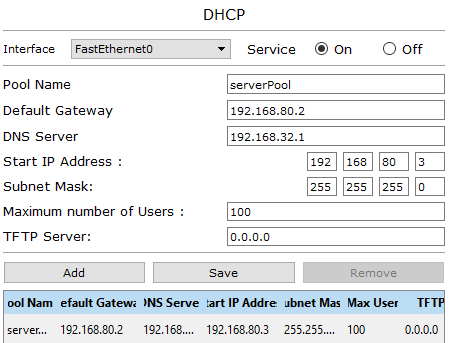 DHCP
Interface FastEthernet0 Service On Off
Pool Name serverPool
Default Gateway 192.168.80.2
DNS Server 192.168.32.1
Start IP Address : 192 168 80 3
Subnet Mask: 255 255 255 0
Maximum number of Users : 100
TFTP Server: 0.0.0.0
Add Save Remove
ool Nam efault Gatewa DNS Serve tart IP Addres ubnet Mas Max User TFTP
server... 192.168.80.2 192.168.... 192.168.80.3 255.255.... 100 0.0.0.0